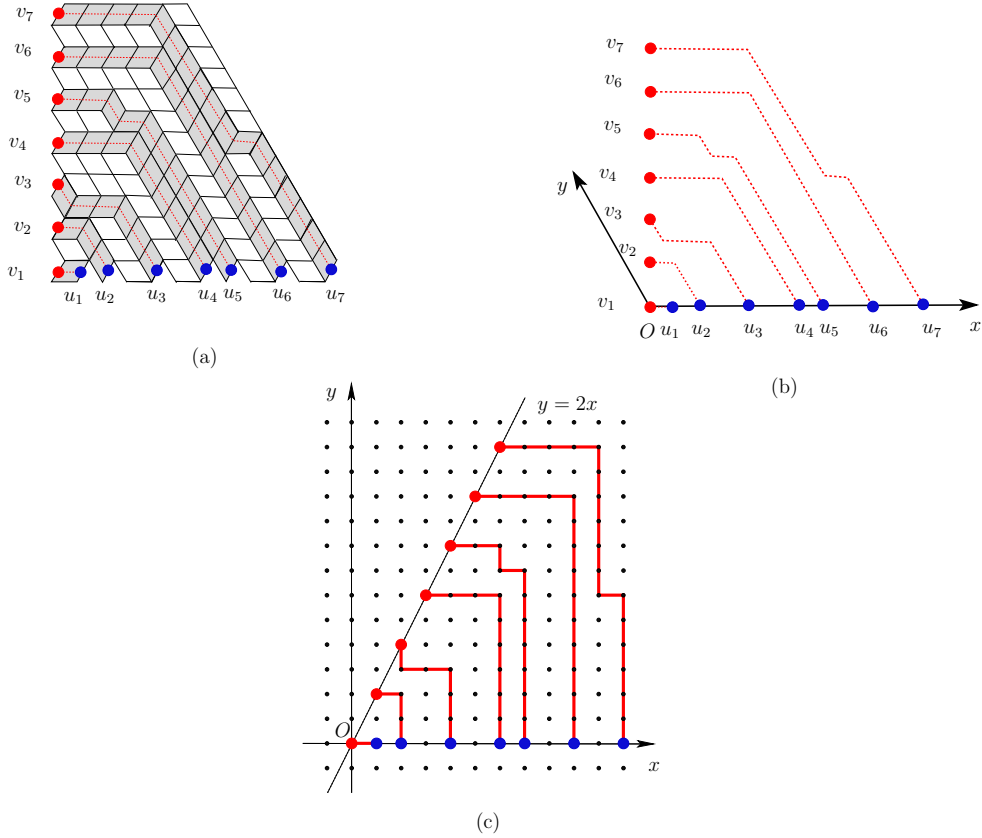 v₇
v₆
v₅
v₄
v₃
v₂
v₁
u₁ u₂ u₃ u₄ u₅ u₆ u₇
(a)
v₇
v₆
v₅
v₄
y
v₃
v₂
v₁
O u₁ u₂ u₃ u₄ u₅ u₆ u₇ x
(b)
y
y = 2x
O
x
(c)